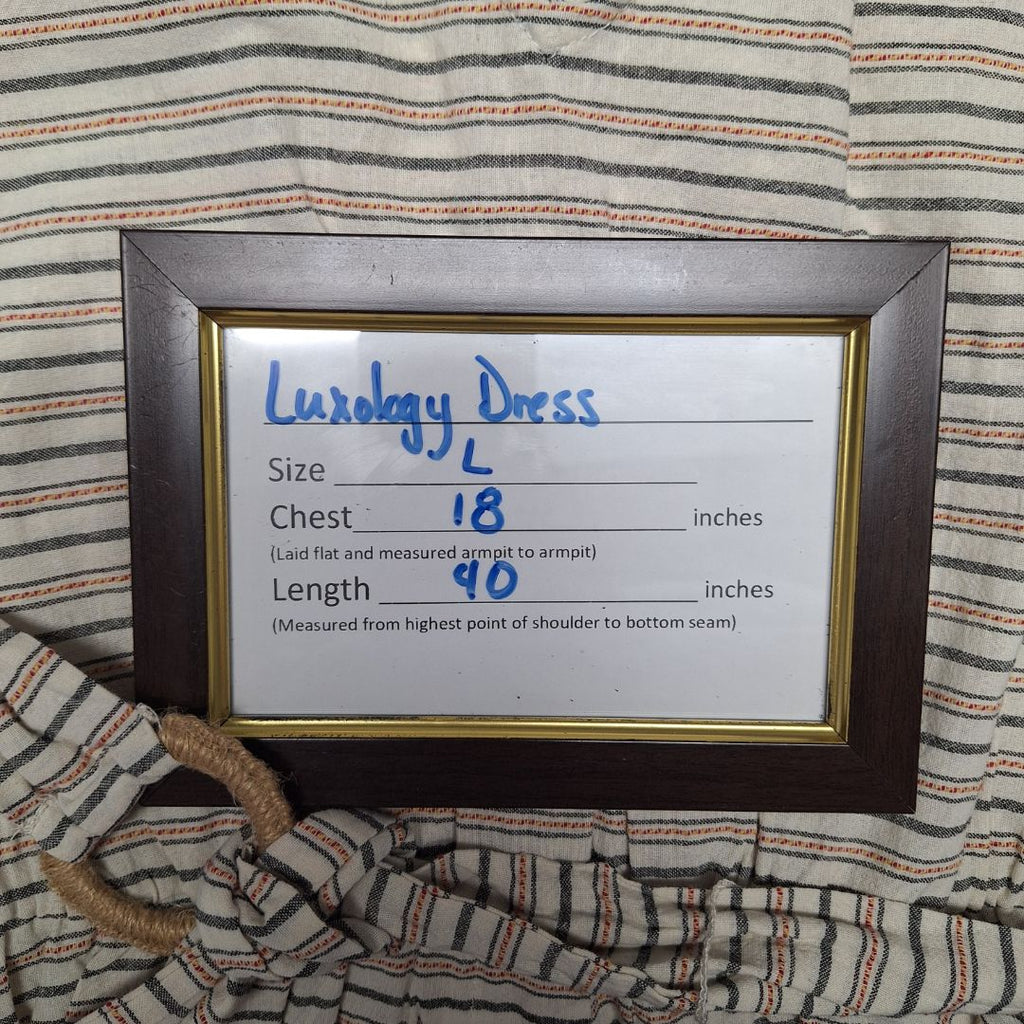 Luxology Dress
Size L
Chest 18 inches
(Laid flat and measured armpit to armpit)
Length 40 inches
(Measured from highest point of shoulder to bottom seam)